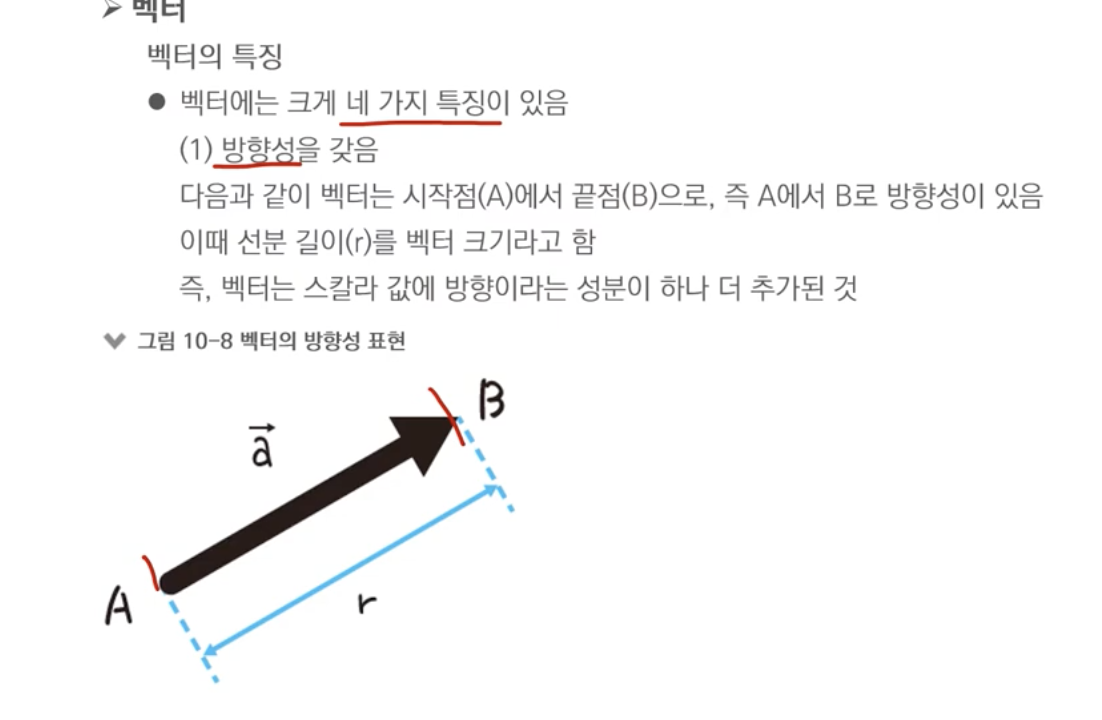 ➤ 벡터
벡터의 특징
● 벡터에는 크게 네 가지 특징이 있음
(1) 방향성을 갖음
다음과 같이 벡터는 시작점(A)에서 끝점(B)으로, 즉 A에서 B로 방향성이 있음
이때 선분 길이(r)를 벡터 크기라고 함
즉, 벡터는 스칼라 값에 방향이라는 성분이 하나 더 추가된 것
그림 10-8 벡터의 방향성 표현
B
a⃗
A
r